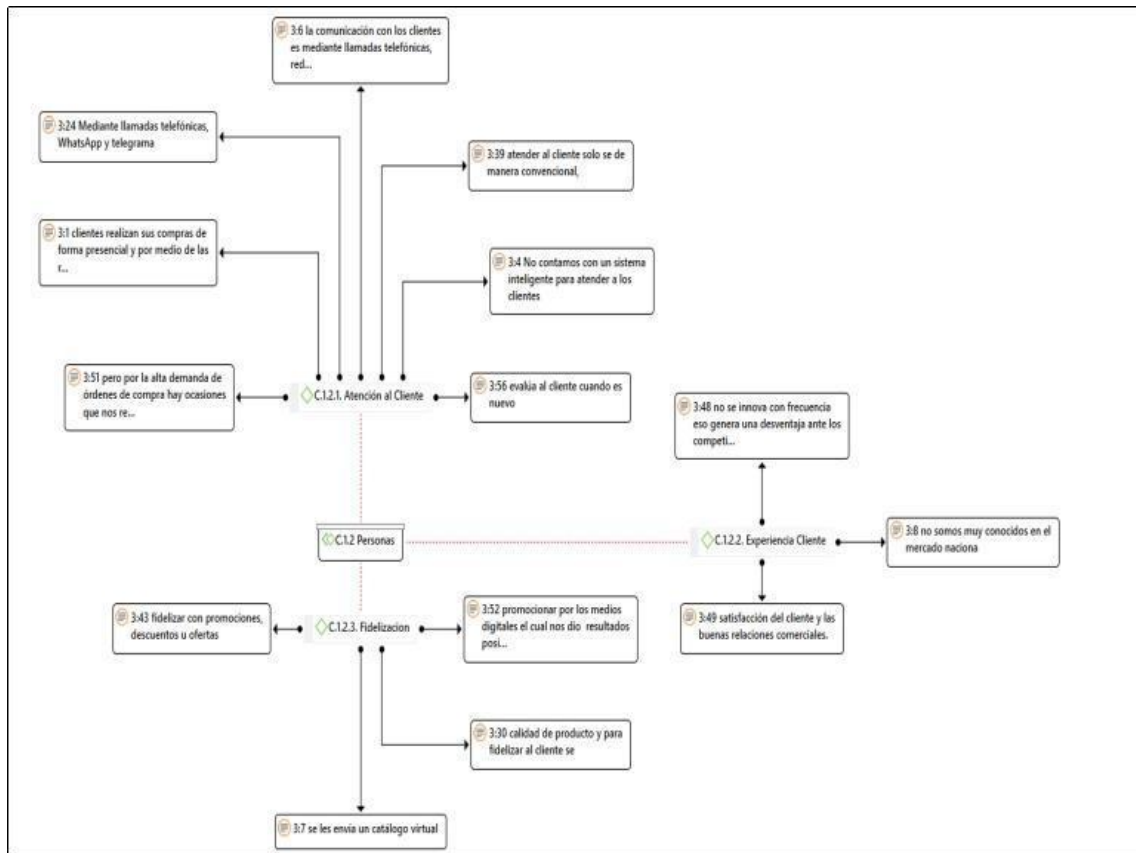 3:6 la comunicación con los clientes
es mediante llamadas telefónicas,
red...
3:24 Mediante llamadas telefónicas,
WhatsApp y telegrama
3:39 atender al cliente solo se de
manera convencional,
3:1 clientes realizan sus compras de
forma presencial y por medio de las
r...
3:4 No contamos con un sistema
inteligente para atender a los
clientes
3:51 pero por la alta demanda de
órdenes de compra hay ocasiones
que nos re...
C.1.2.1. Atención al Cliente
3:56 evalúa al cliente cuando es
nuevo
3:48 no se innova con frecuencia
eso genera una desventaja ante los
competi...
C.1.2 Personas
C.1.2.2. Experiencia Cliente
3:8 no somos muy conocidos en el
mercado naciona
3:43 fidelizar con promociones,
descuentos u ofertas
C.1.2.3. Fidelizacion
3:52 promocionar por los medios
digitales el cual nos dio resultados
posi...
3:49 satisfacción del cliente y las
buenas relaciones comerciales.
3:30 calidad de producto y para
fidelizar al cliente se
3:7 se les envía un catálogo virtual